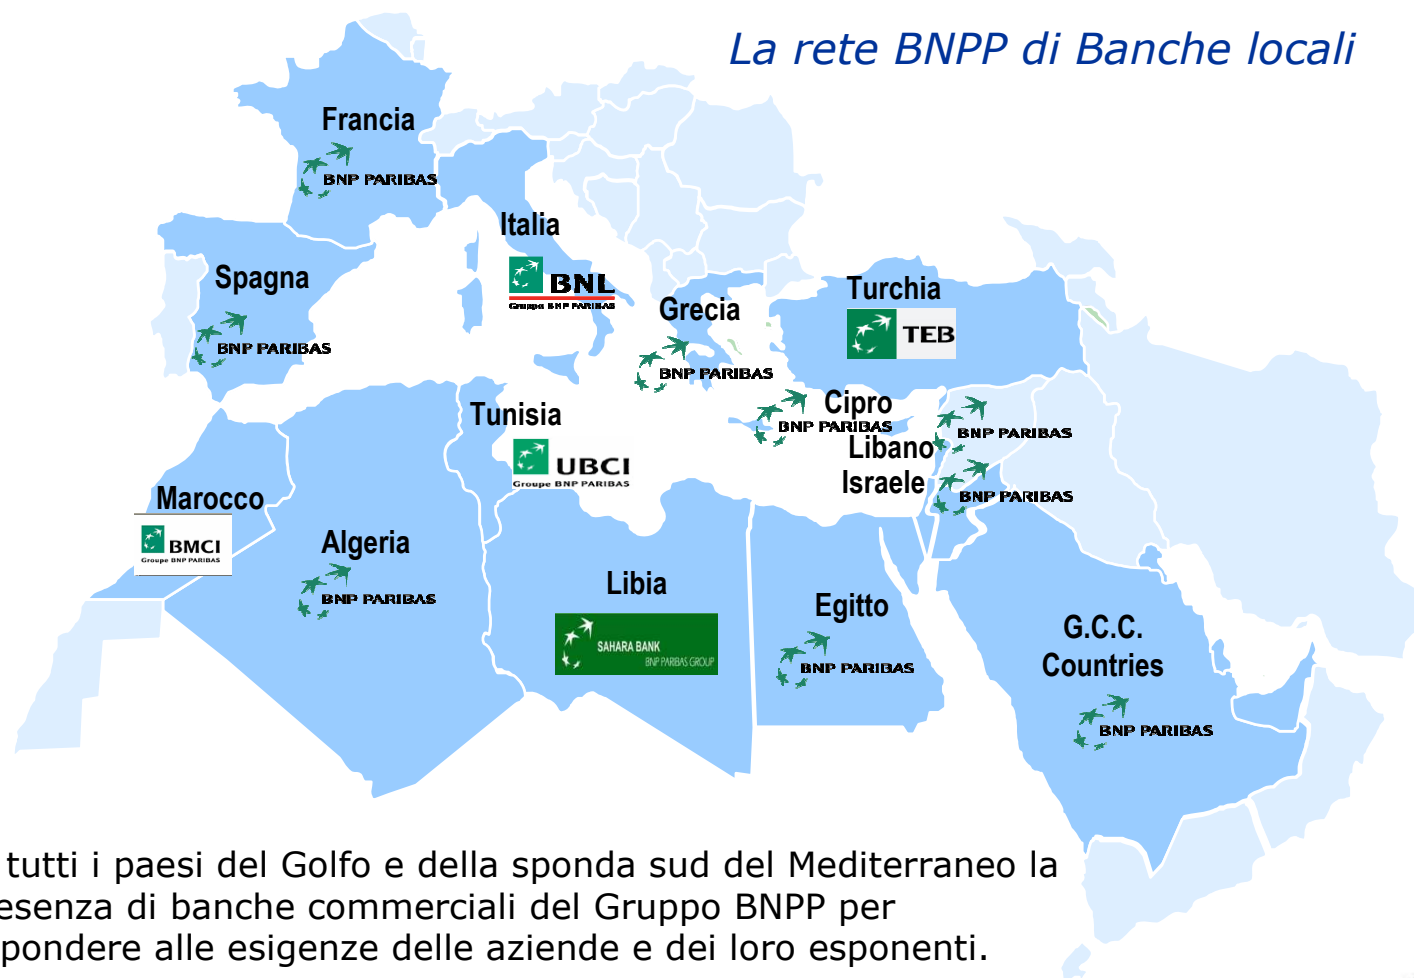 La rete BNPP di Banche locali
Francia
BNP PARIBAS
Italia
BNL
Gruppo BNP PARIBAS
Spagna
BNP PARIBAS
Grecia
BNP PARIBAS
Turchia
TEB
Cipro
BNP PARIBAS
Libano
BNP PARIBAS
Israele
BNP PARIBAS
Tunisia
UBCI
Groupe BNP PARIBAS
Marocco
BMCI
Groupe BNP PARIBAS
Algeria
BNP PARIBAS
Libia
SAHARA BANK
BNP PARIBAS GROUP
Egitto
BNP PARIBAS
G.C.C.
Countries
BNP PARIBAS
tutti i paesi del Golfo e della sponda sud del Mediterraneo la
esenza di banche commerciali del Gruppo BNPP per
pondere alle esigenze delle aziende e dei loro esponenti.